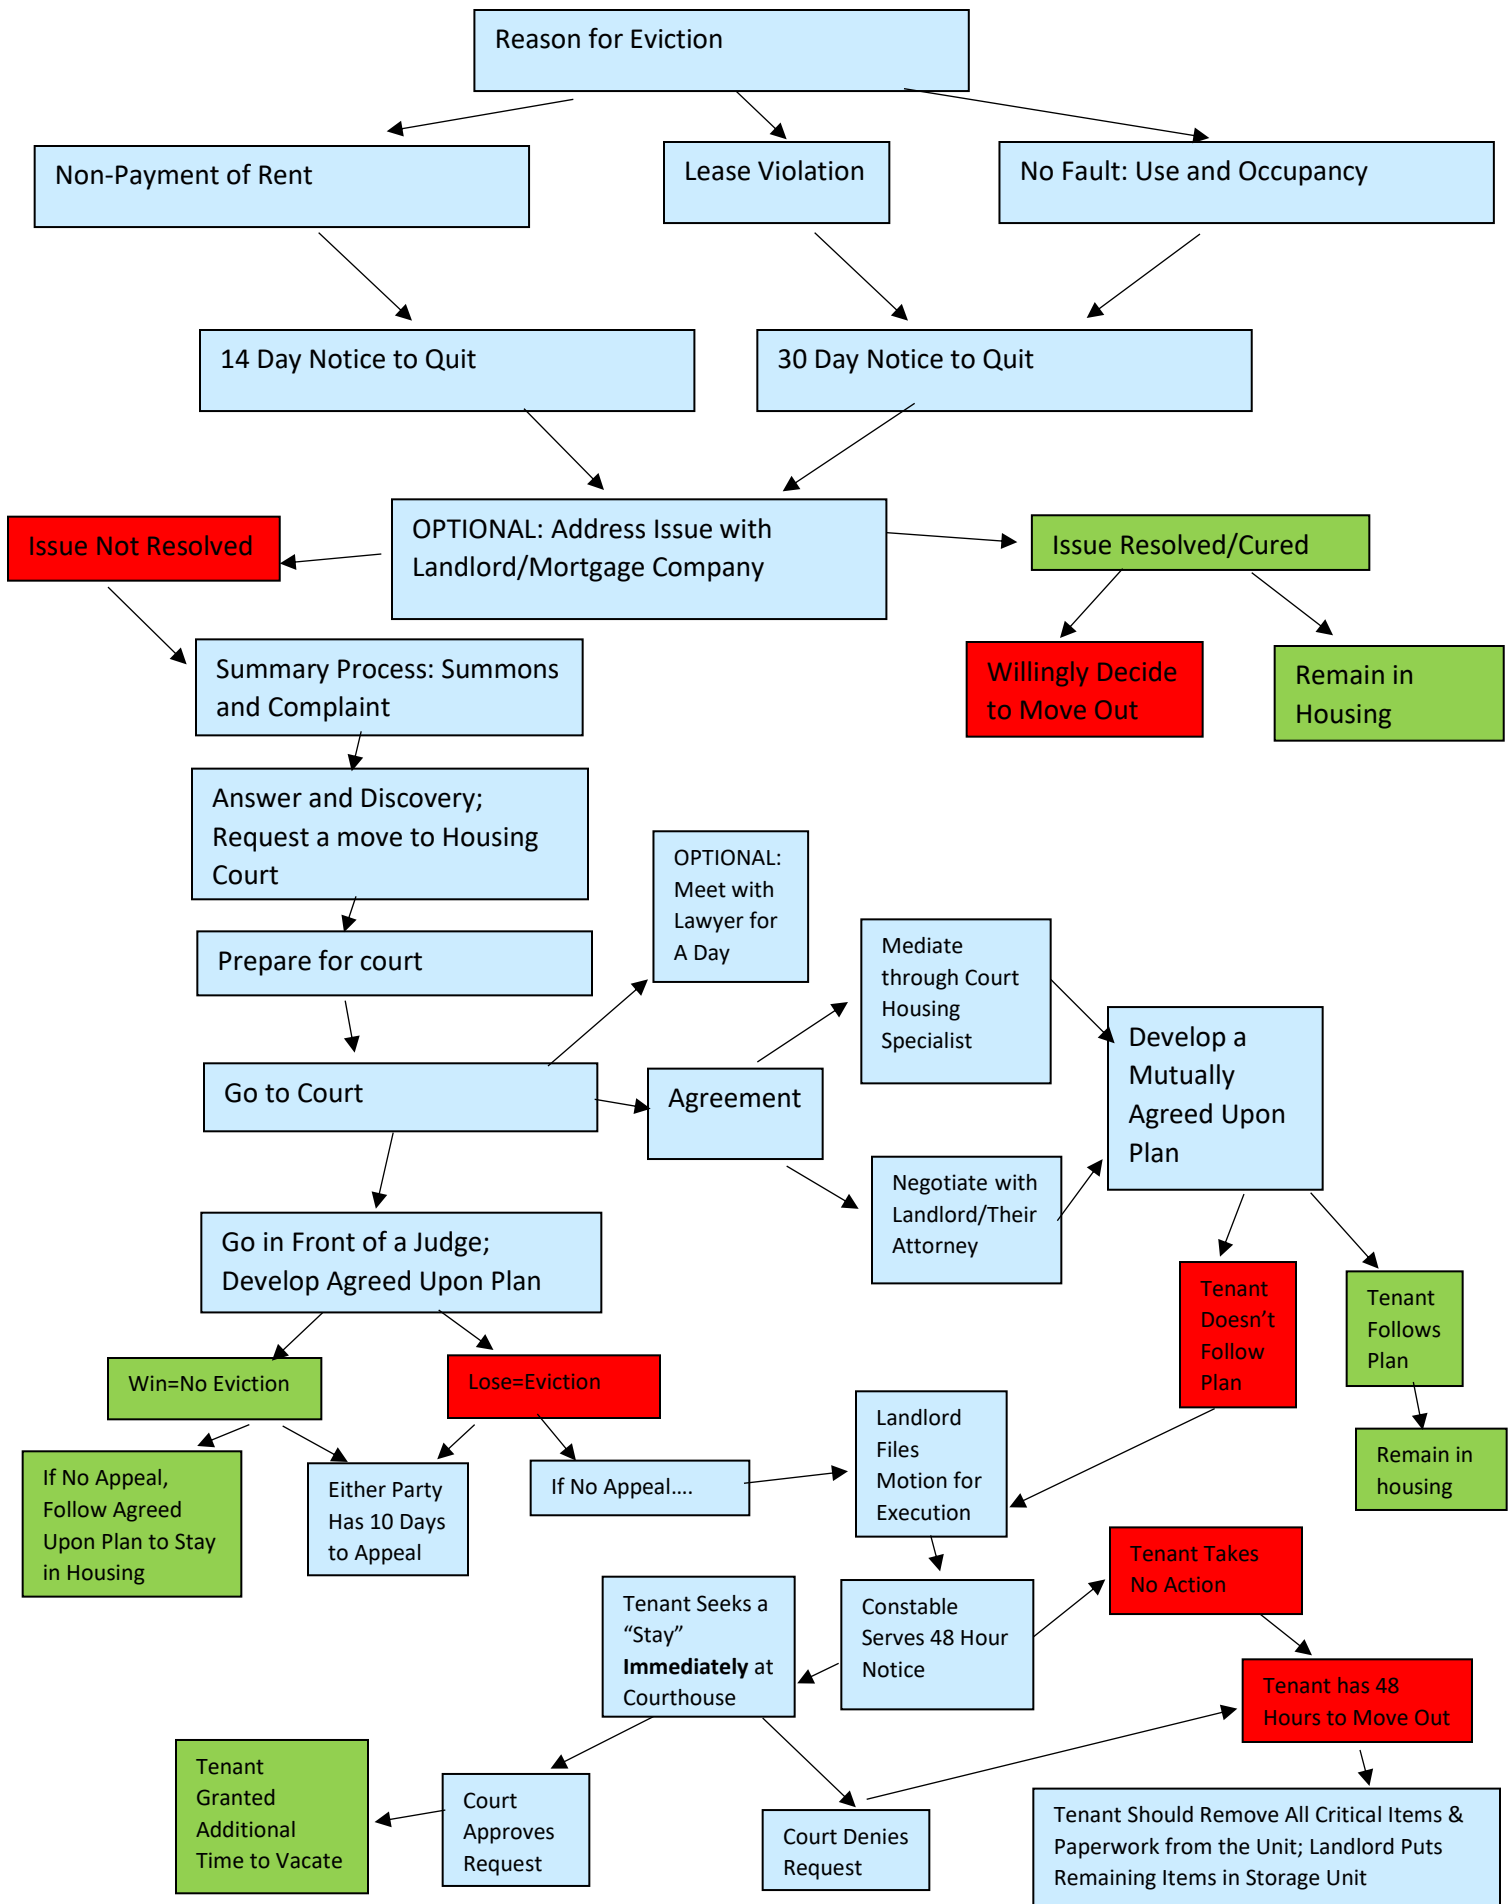 Reason for Eviction
Non-Payment of Rent
Lease Violation
No Fault: Use and Occupancy
14 Day Notice to Quit
30 Day Notice to Quit
OPTIONAL: Address Issue with
Landlord/Mortgage Company
Issue Not Resolved
Issue Resolved/Cured
Willingly Decide
to Move Out
Remain in
Housing
Summary Process: Summons
and Complaint
Answer and Discovery;
Request a move to Housing
Court
Prepare for court
OPTIONAL:
Meet with
Lawyer for
A Day
Go to Court
Agreement
Mediate
through Court
Housing
Specialist
Negotiate with
Landlord/Their
Attorney
Develop a
Mutually
Agreed Upon
Plan
Go in Front of a Judge;
Develop Agreed Upon Plan
Tenant
Doesn’t
Follow
Plan
Tenant
Follows
Plan
Remain in
housing
Win=No Eviction
Lose=Eviction
If No Appeal,
Follow Agreed
Upon Plan to Stay
in Housing
Either Party
Has 10 Days
to Appeal
If No Appeal….
Landlord
Files
Motion for
Execution
Constable
Serves 48 Hour
Notice
Tenant Takes
No Action
Tenant Seeks a
“Stay”
Immediately at
Courthouse
Tenant has 48
Hours to Move Out
Tenant
Granted
Additional
Time to Vacate
Court
Approves
Request
Court Denies
Request
Tenant Should Remove All Critical Items &
Paperwork from the Unit; Landlord Puts
Remaining Items in Storage Unit